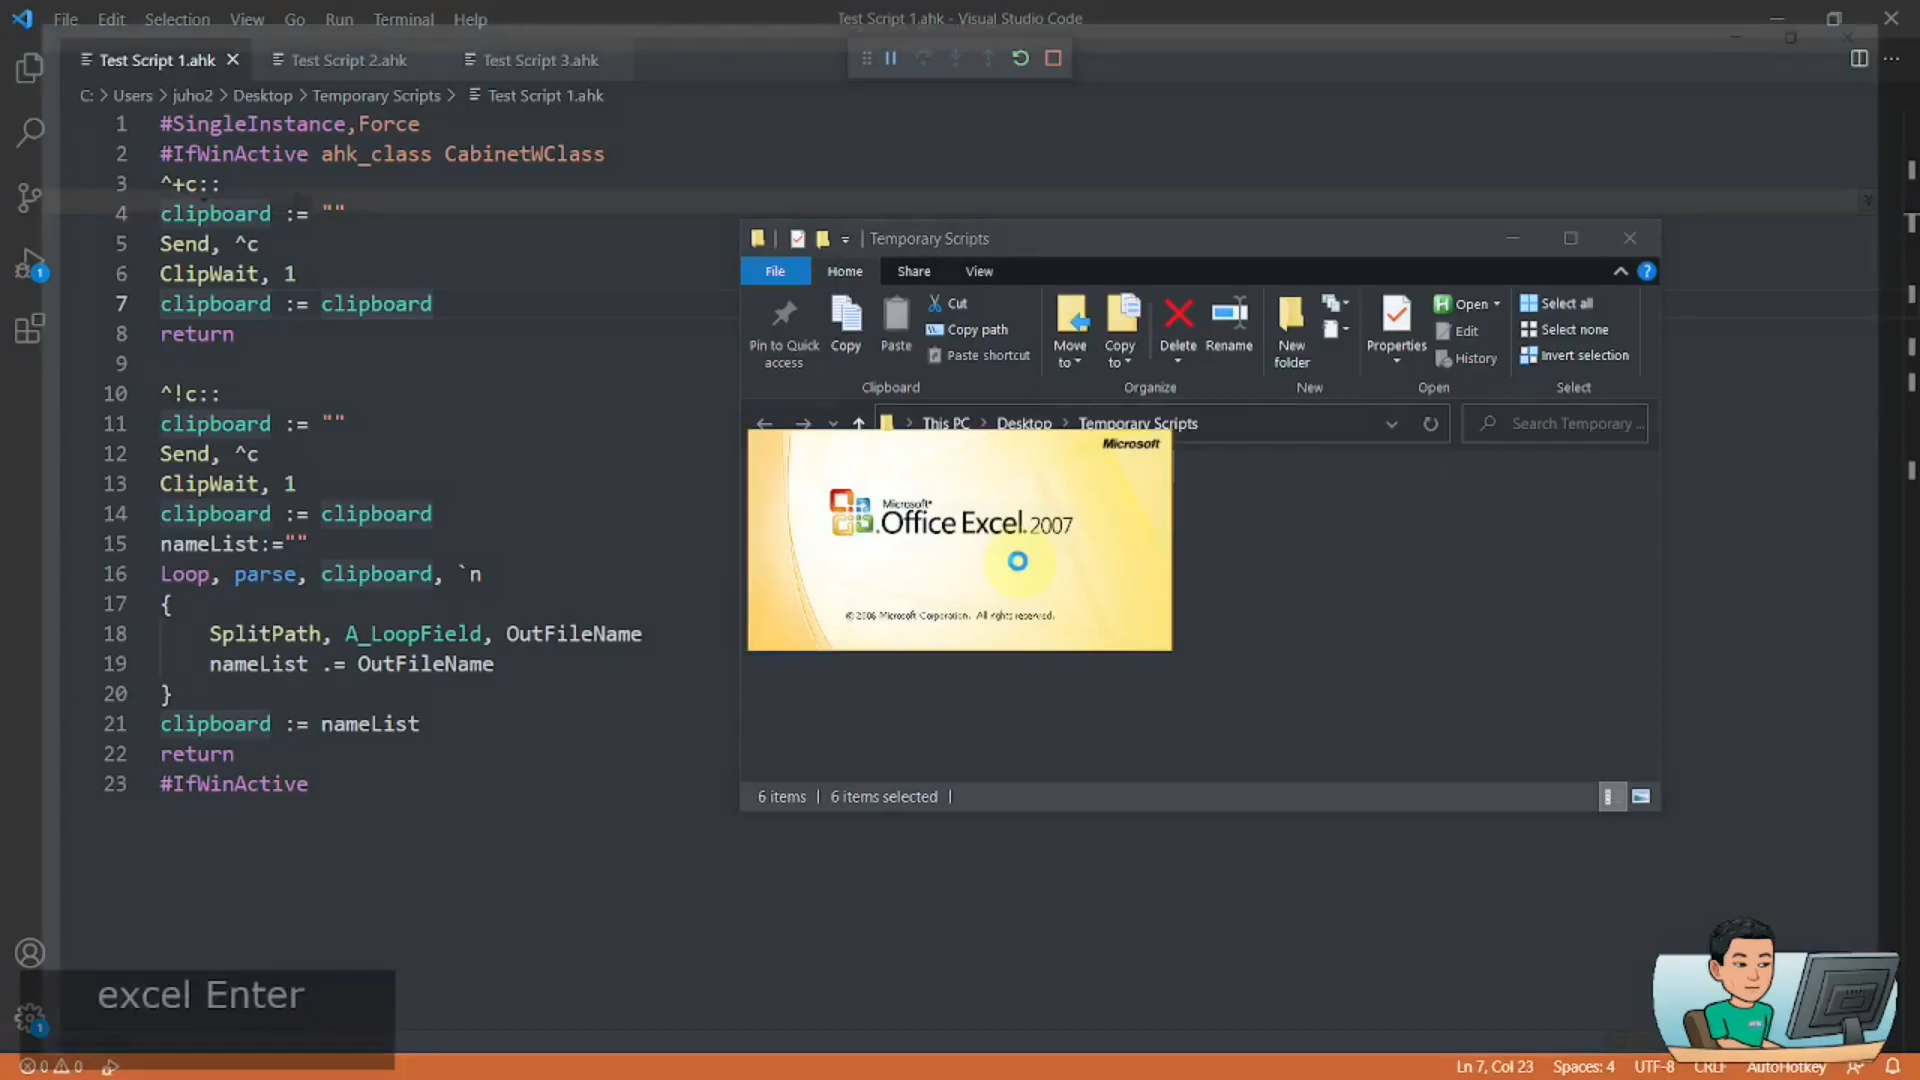 File Edit Selection View Go Run Terminal Help
Test Script 1.ahk - Visual Studio Code
Test Script 1.ahk Test Script 2.ahk Test Script 3.ahk
C: > Users > juho2 > Desktop > Temporary Scripts > Test Script 1.ahk
1 #SingleInstance,Force
2 #IfWinActive ahk_class CabinetWClass
3 ^+c::
4 clipboard := ""
5 Send, ^c
6 ClipWait, 1
7 clipboard := clipboard
8 return
9
10 ^!c::
11 clipboard := ""
12 Send, ^c
13 ClipWait, 1
14 clipboard := clipboard
15 nameList:=""
16 Loop, parse, clipboard, `n
17 {
18 SplitPath, A_LoopField, OutFileName
19 nameList .= OutFileName
20 }
21 clipboard := nameList
22 return
23 #IfWinActive
Temporary Scripts
File Home Share View
Pin to Quick access
Copy
Paste
Cut
Copy path
Paste shortcut
Clipboard
Move to
Copy to
Delete
Rename
Organize
New folder
New
Properties
Open
Edit
History
Open
Select all
Select none
Invert selection
Select
This PC > Desktop > Temporary Scripts
Search Temporary ...
Microsoft
Microsoft®
Office Excel 2007
© 2006 Microsoft Corporation. All rights reserved.
6 items | 6 items selected |
1
excel Enter
1
0 0
Ln 7, Col 23 Spaces: 4 UTF-8 CRLF AutoHotkey